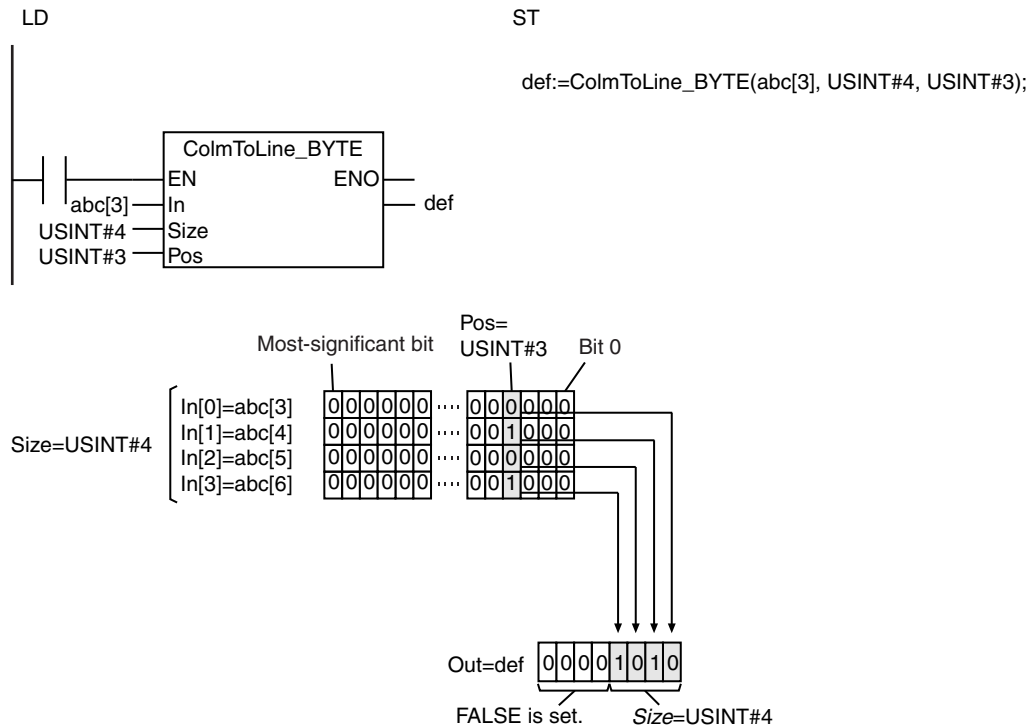 LD
ST
def:=ColmToLine_BYTE(abc[3], USINT#4, USINT#3);
ColmToLine_BYTE
EN ENO
abc[3] In def
USINT#4 Size
USINT#3 Pos
Pos=
USINT#3
Most-significant bit
Bit 0
In[0]=abc[3] 0 0 0 0 0 0 ···· 0 0 0 0 0 0
In[1]=abc[4] 0 0 0 0 0 0 ···· 0 0 1 0 0 0
Size=USINT#4
In[2]=abc[5] 0 0 0 0 0 0 ···· 0 0 0 0 0 0
In[3]=abc[6] 0 0 0 0 0 0 ···· 0 0 1 0 0 0
Out=def 0 0 0 0 1 0 1 0
FALSE is set. Size=USINT#4